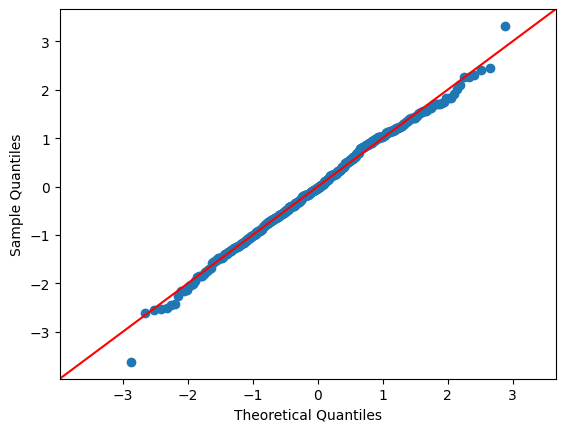 3
2
1
0
−1
−2
−3
Sample Quantiles
−3 −2 −1 0 1 2 3
Theoretical Quantiles